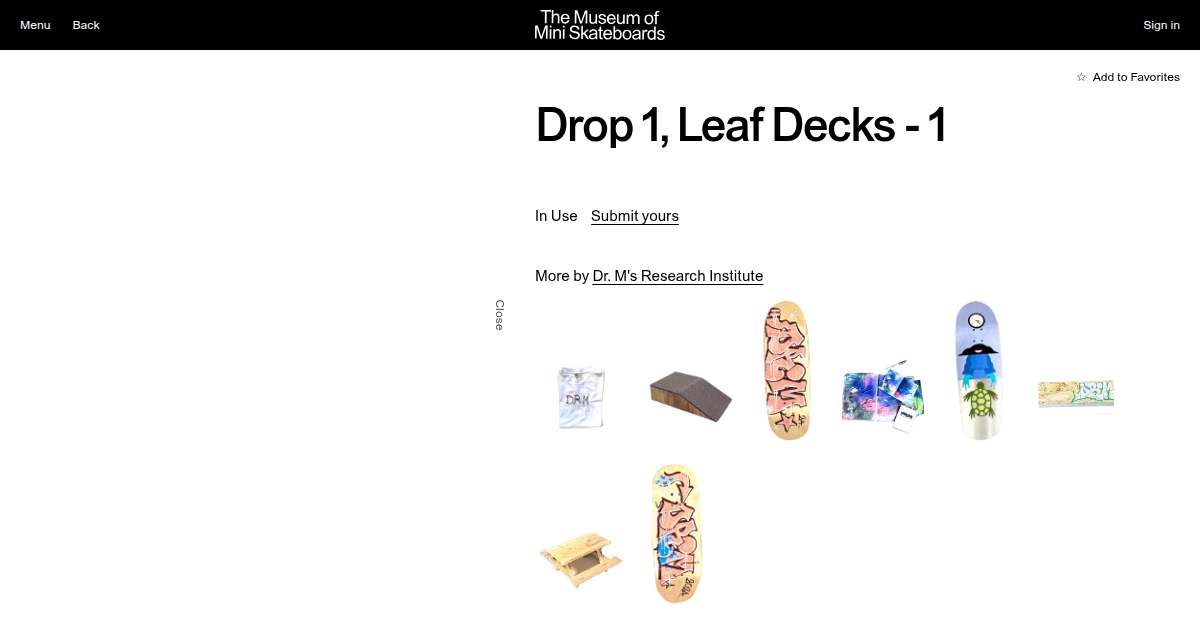 Menu
Back
The Museum of
Mini Skateboards
Sign in
☆ Add to Favorites
Drop 1, Leaf Decks - 1
In Use
Submit yours
More by Dr. M's Research Institute
Close
DRM